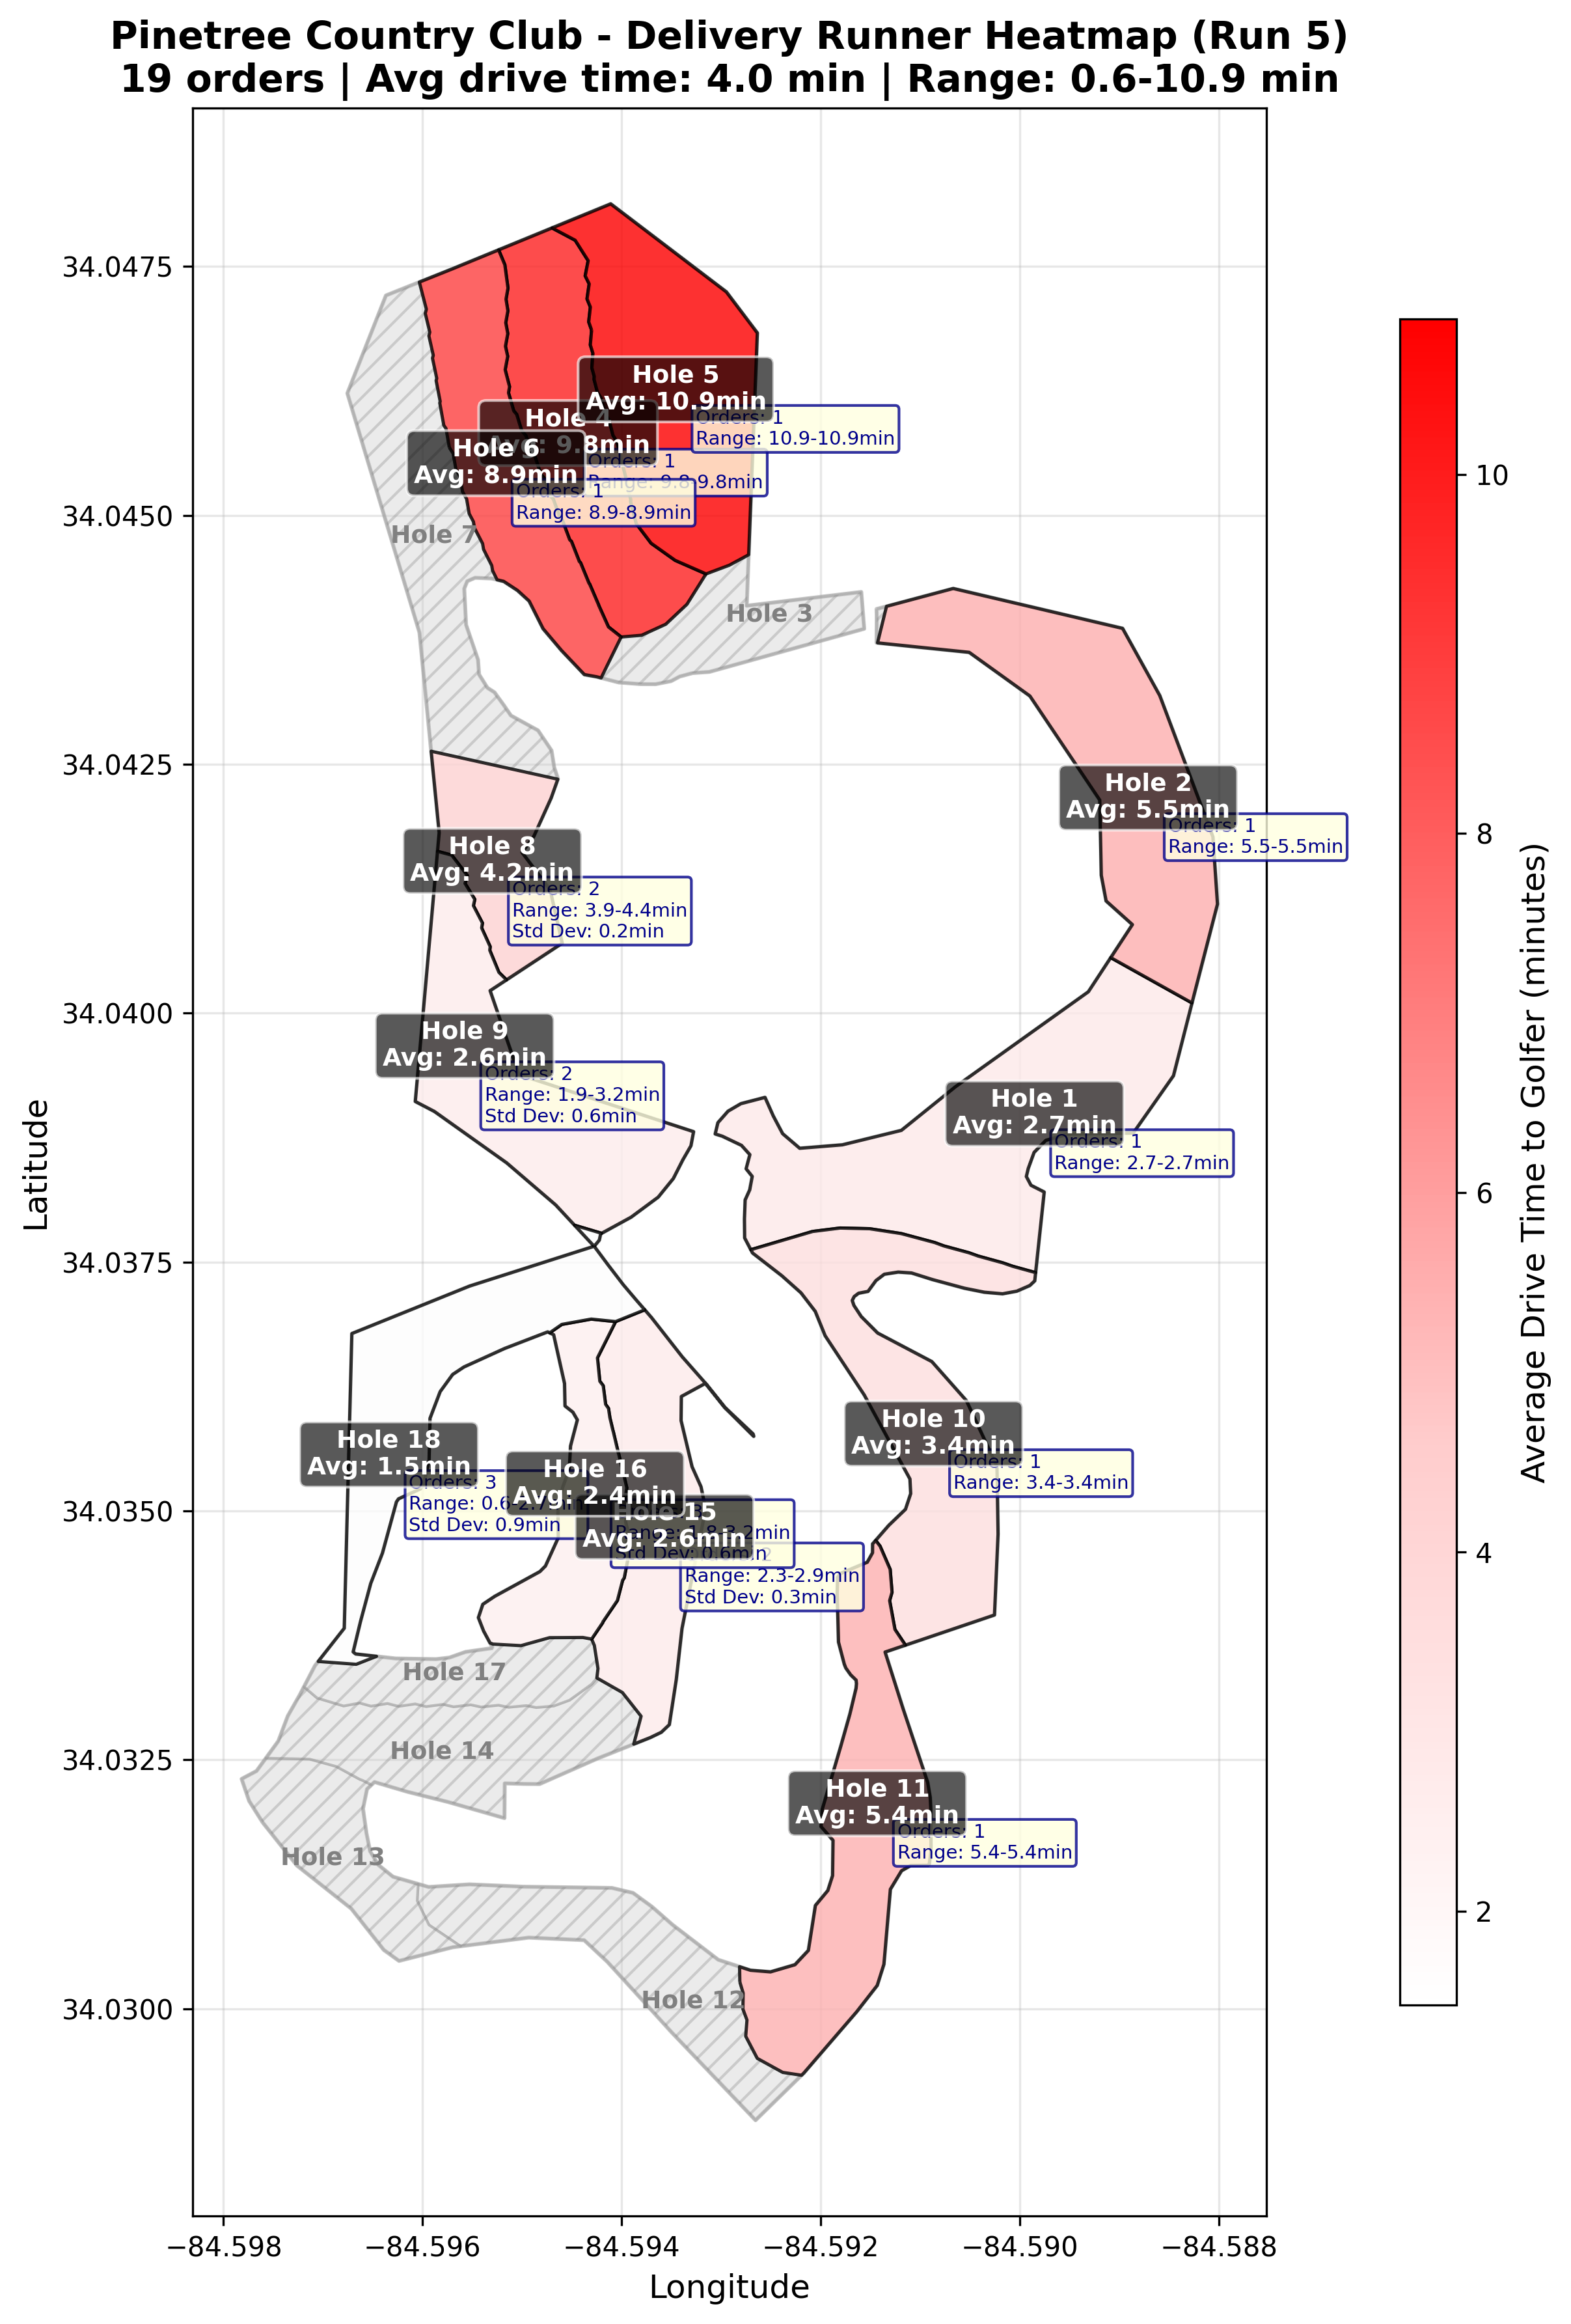 Pinetree Country Club - Delivery Runner Heatmap (Run 5)
19 orders | Avg drive time: 4.0 min | Range: 0.6-10.9 min
Latitude
34.0475
34.0450
34.0425
34.0400
34.0375
34.0350
34.0325
34.0300
Hole 5
Avg: 10.9min
Orders: 1
Range: 10.9-10.9min
Hole 4
Avg: 9.8min
Orders: 1
Range: 9.8-9.8min
Hole 6
Avg: 8.9min
Orders: 1
Range: 8.9-8.9min
Hole 7
Hole 3
Hole 2
Avg: 5.5min
Orders: 1
Range: 5.5-5.5min
Hole 8
Avg: 4.2min
Orders: 2
Range: 3.9-4.4min
Std Dev: 0.2min
Hole 9
Avg: 2.6min
Orders: 2
Range: 1.9-3.2min
Std Dev: 0.6min
Hole 1
Avg: 2.7min
Orders: 1
Range: 2.7-2.7min
Hole 10
Avg: 3.4min
Orders: 1
Range: 3.4-3.4min
Hole 18
Avg: 1.5min
Orders: 3
Range: 0.6-2.7min
Std Dev: 0.9min
Hole 16
Avg: 2.4min
Range: 1.8-3.2min
Std Dev: 0.6min
Hole 15
Avg: 2.6min
Range: 2.3-2.9min
Std Dev: 0.3min
Hole 17
Hole 14
Hole 13
Hole 11
Avg: 5.4min
Orders: 1
Range: 5.4-5.4min
Hole 12
−84.598
−84.596
−84.594
−84.592
−84.590
−84.588
Longitude
10
8
6
4
2
Average Drive Time to Golfer (minutes)